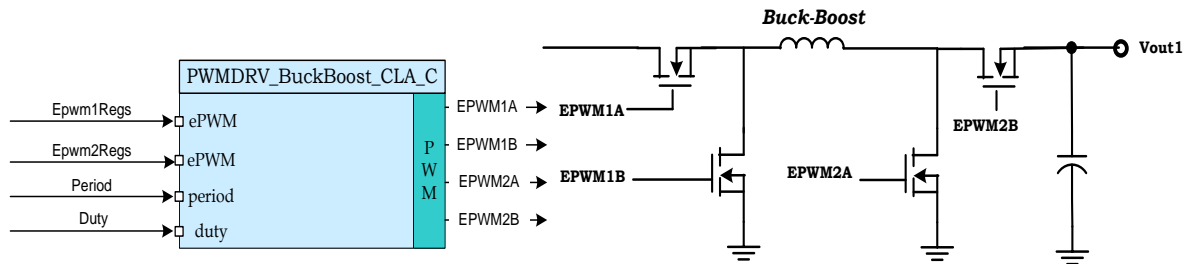 PWMDRV_BuckBoost_CLA_C
Epwm1Regs
Epwm2Regs
Period
Duty
ePWM
ePWM
period
duty
P
W
M
EPWM1A
EPWM1B
EPWM2A
EPWM2B
Buck-Boost
Vout1
EPWM1A
EPWM2B
EPWM1B
EPWM2A